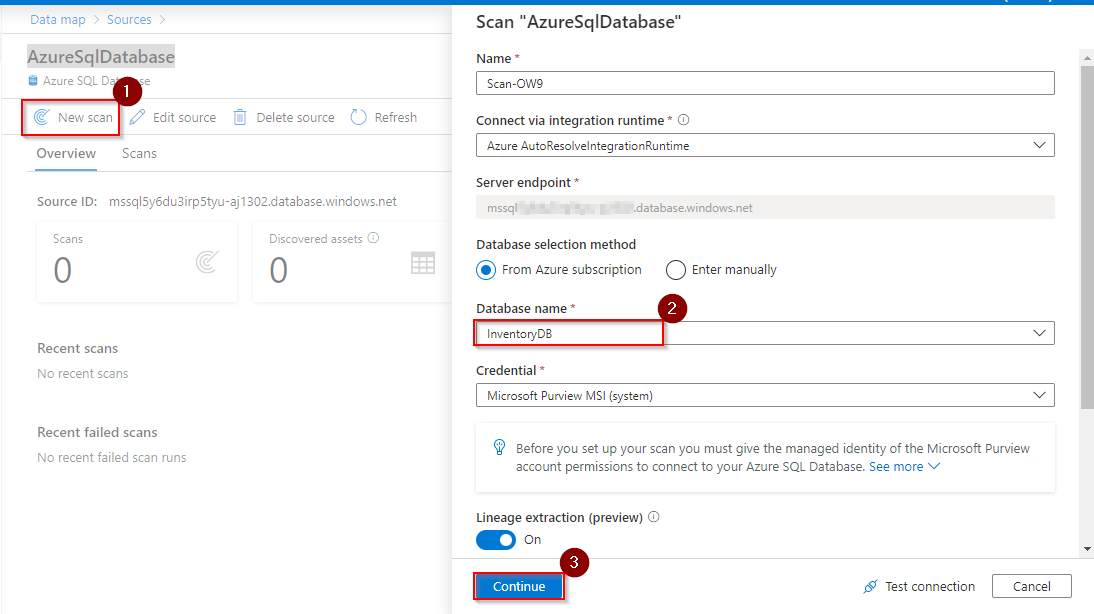 Data map > Sources >
AzureSqlDatabase
Azure SQL Database
1
New scan
Edit source
Delete source
Refresh
Overview
Scans
Source ID: mssql5y6du3irp5tyu-aj1302.database.windows.net
Scans
0
Discovered assets
0
Recent scans
No recent scans
Recent failed scans
No recent failed scan runs
Scan "AzureSqlDatabase"
Name *
Scan-OW9
Connect via integration runtime *
Azure AutoResolveIntegrationRuntime
Server endpoint *
mssql .database.windows.net
Database selection method
From Azure subscription
Enter manually
Database name *
2
InventoryDB
Credential *
Microsoft Purview MSI (system)
Before you set up your scan you must give the managed identity of the Microsoft Purview
account permissions to connect to your Azure SQL Database. See more
Lineage extraction (preview)
On
3
Continue
Test connection
Cancel